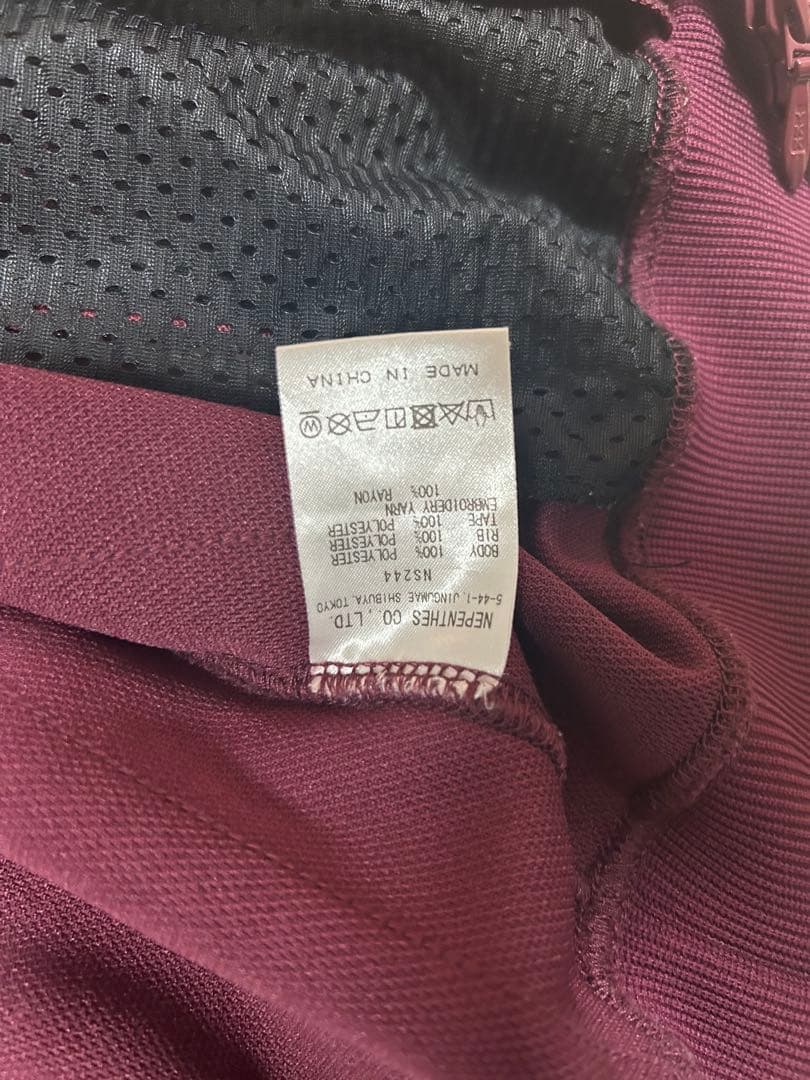 NEPENTHES CO., LTD.
5-44-1, JINGUMAE SHIBUYA, TOKYO
NS244
BODY 100% POLYESTER
RIB 100% POLYESTER
TAPE 100% POLYESTER
EMBROIDERY YARN
100% RAYON
W
MADE IN CHINA